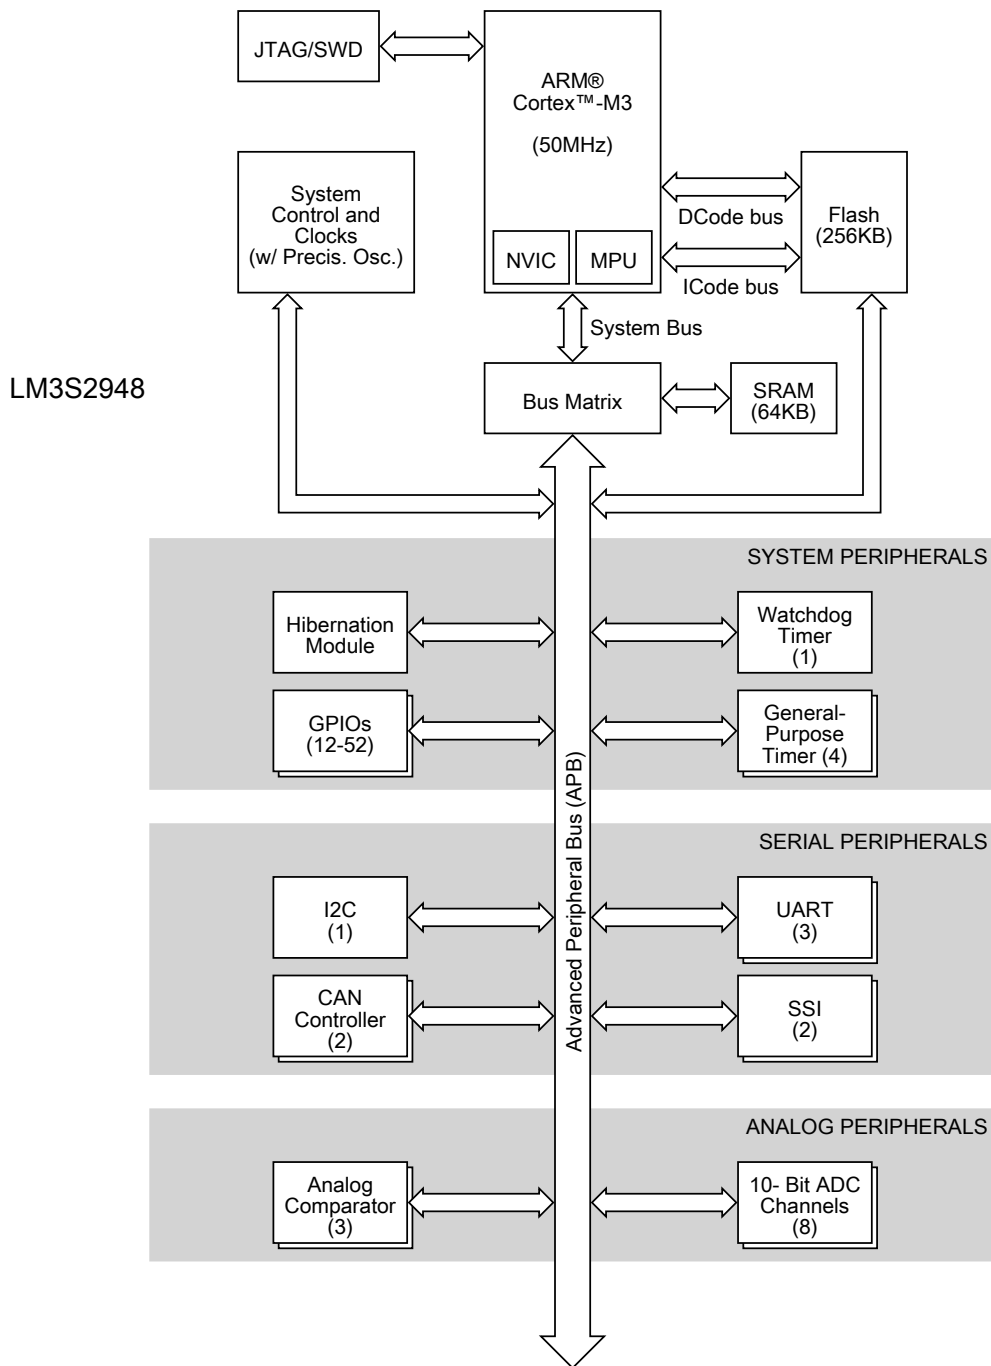 JTAG/SWD
ARM®
Cortex™-M3
(50MHz)
NVIC
MPU
System
Control and
Clocks
(w/ Precis. Osc.)
DCode bus
ICode bus
Flash
(256KB)
System Bus
LM3S2948
Bus Matrix
SRAM
(64KB)
SYSTEM PERIPHERALS
Hibernation
Module
Watchdog
Timer
(1)
GPIOs
(12-52)
General-
Purpose
Timer (4)
Advanced Peripheral Bus (APB)
SERIAL PERIPHERALS
I2C
(1)
UART
(3)
CAN
Controller
(2)
SSI
(2)
ANALOG PERIPHERALS
Analog
Comparator
(3)
10- Bit ADC
Channels
(8)